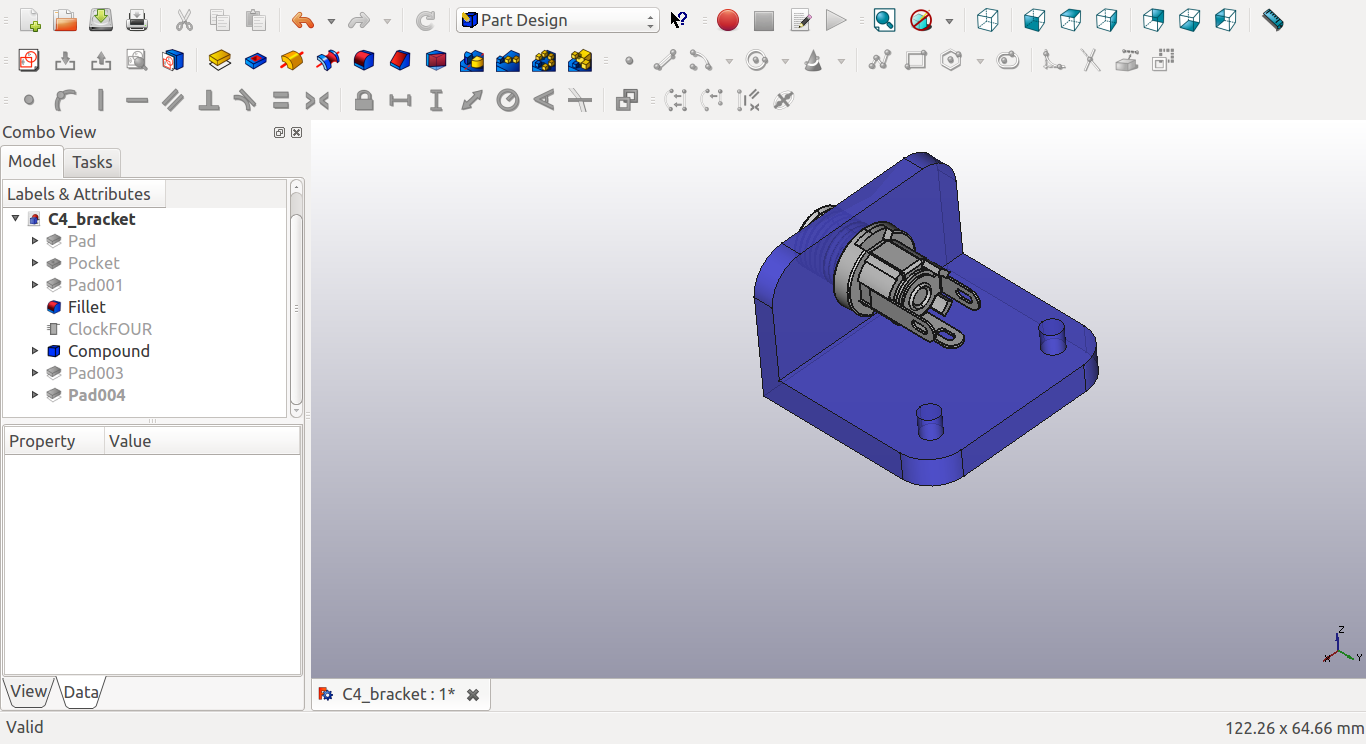 Part Design
Combo View
Model
Tasks
Labels & Attributes
C4_bracket
Pad
Pocket
Pad001
Fillet
ClockFOUR
Compound
Pad003
Pad004
Property
Value
View
Data
C4_bracket : 1*
Z
X
Y
Valid
122.26 x 64.66 mm